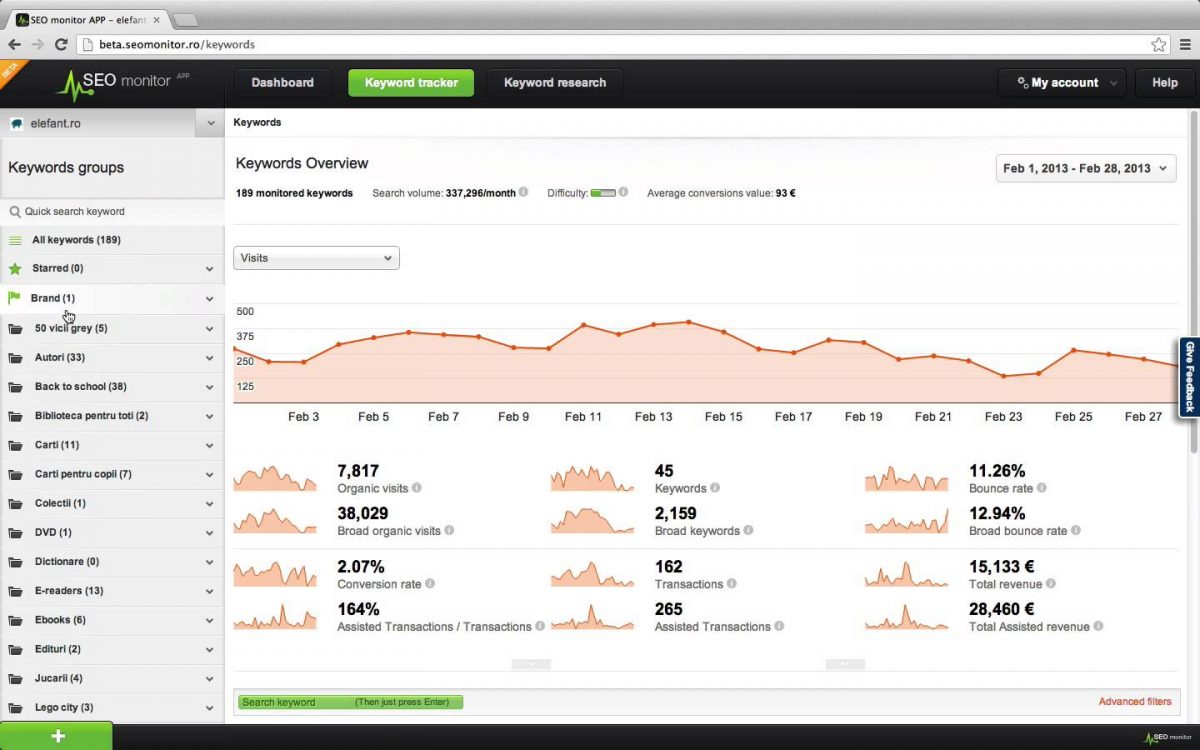 SEO monitor APP – elefant
beta.seomonitor.ro/keywords
BETA
SEO monitor APP
Dashboard
Keyword tracker
Keyword research
My account
Help
elefant.ro
Keywords groups
Quick search keyword
All keywords (189)
Starred (0)
Brand (1)
50 vicii grey (5)
Autori (33)
Back to school (38)
Biblioteca pentru toti (2)
Carti (11)
Carti pentru copii (7)
Colectii (1)
DVD (1)
Dictionare (0)
E-readers (13)
Ebooks (6)
Edituri (2)
Jucarii (4)
Lego city (3)
+
Keywords
Keywords Overview
Feb 1, 2013 - Feb 28, 2013
189 monitored keywords Search volume: 337,296/month Difficulty: Average conversions value: 93 €
Visits
500
375
250
125
Feb 3 Feb 5 Feb 7 Feb 9 Feb 11 Feb 13 Feb 15 Feb 17 Feb 19 Feb 21 Feb 23 Feb 25 Feb 27
7,817 45 11.26%
Organic visits Keywords Bounce rate
38,029 2,159 12.94%
Broad organic visits Broad keywords Broad bounce rate
2.07% 162 15,133 €
Conversion rate Transactions Total revenue
164% 265 28,460 €
Assisted Transactions / Transactions Assisted Transactions Total Assisted revenue
Search keyword (Then just press Enter) Advanced filters
Give Feedback
SEO monitor